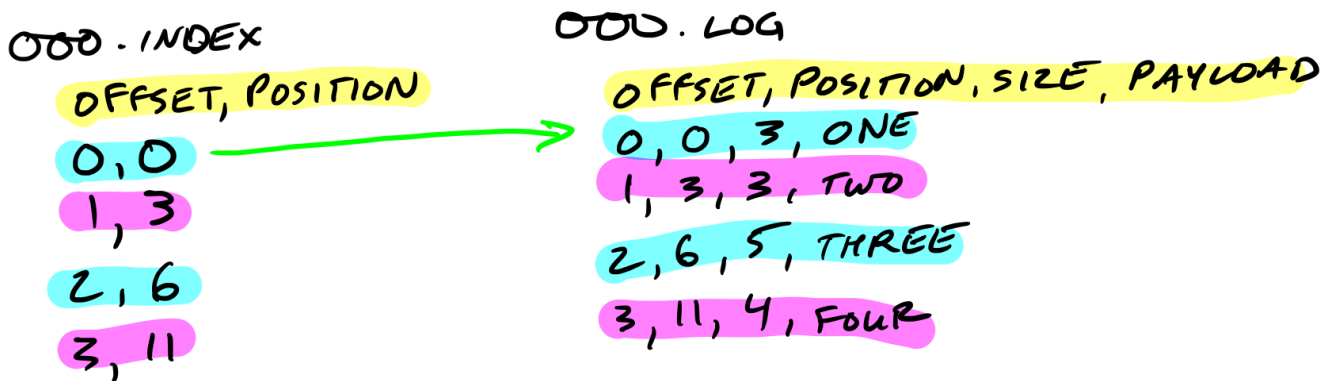 000.INDEX
OFFSET, POSITION
0,0
1,3
2,6
3,11
000.LOG
OFFSET, POSITION, SIZE, PAYLOAD
0,0,3,ONE
1,3,3,TWO
2,6,5,THREE
3,11,4,FOUR